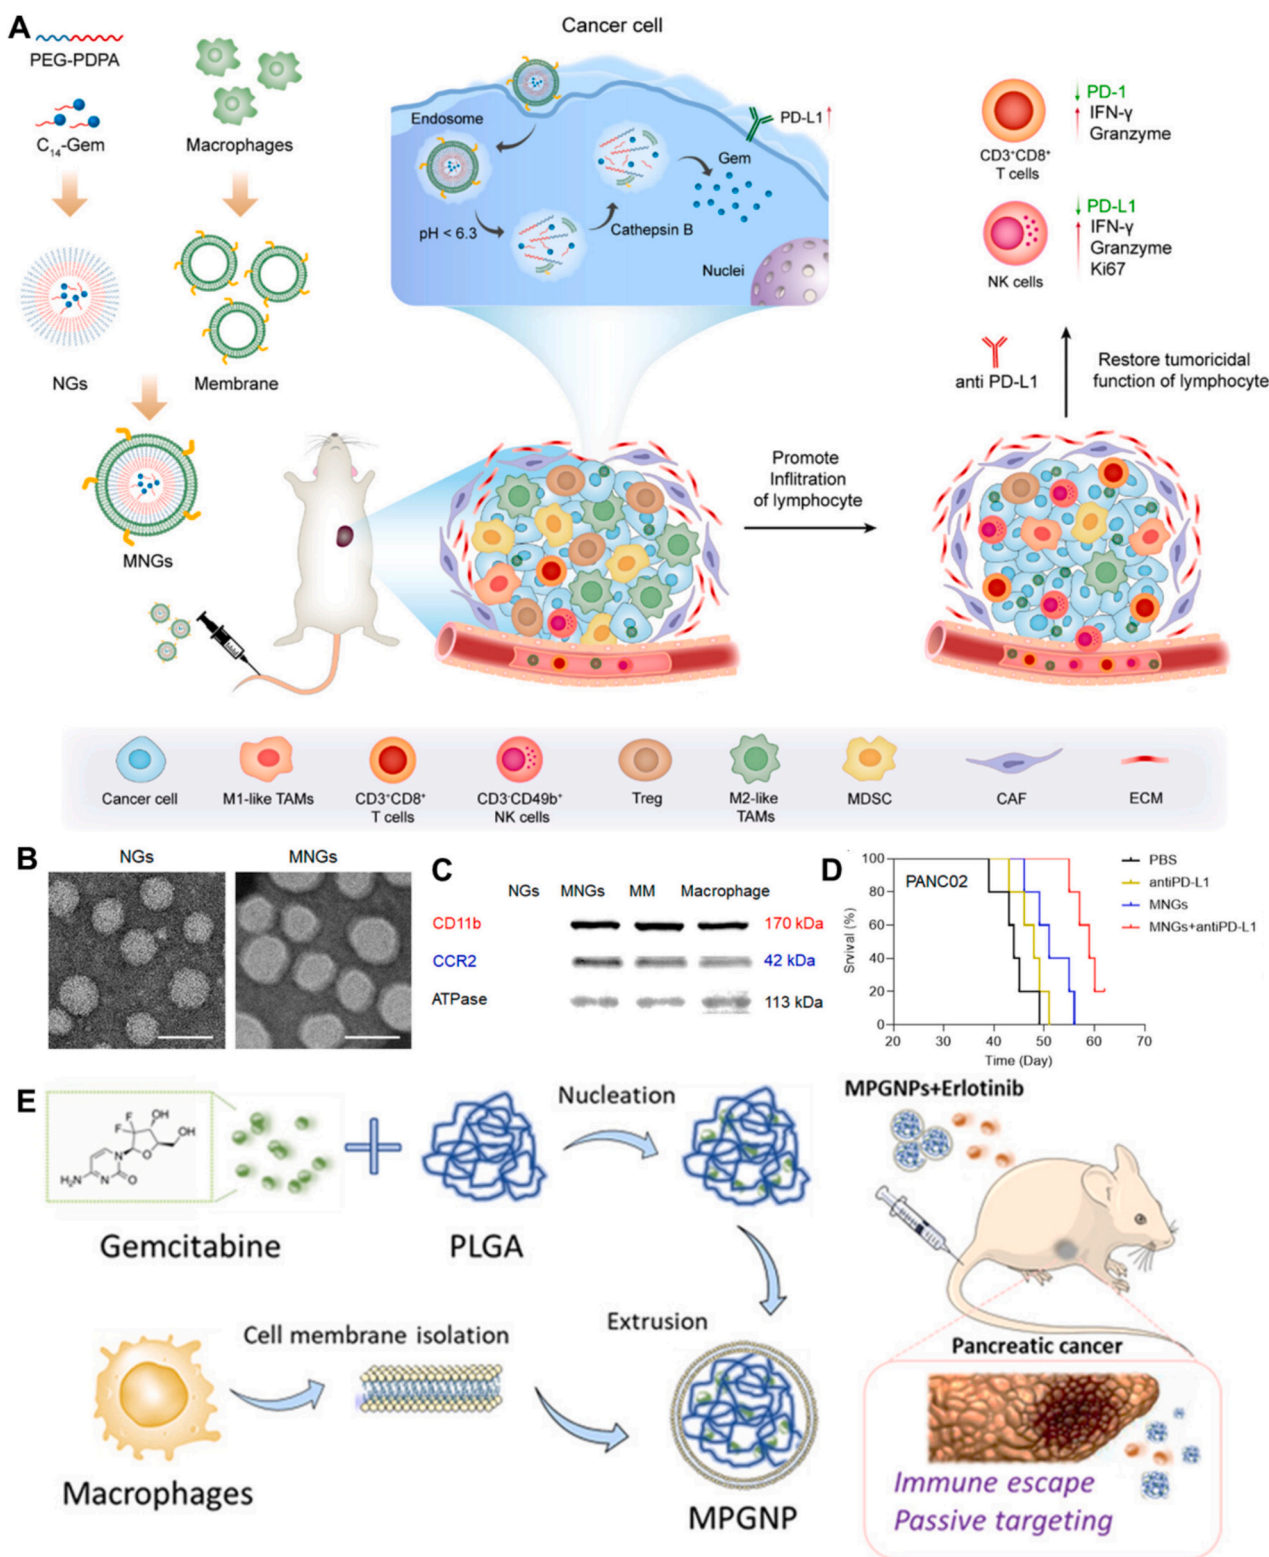 A
PEG-PDPA
C14-Gem
Macrophages
NGs
Membrane
MNGs
Cancer cell
Endosome
pH < 6.3
Cathepsin B
Gem
PD-L1↑
Nuclei
↓ PD-1
↑ IFN-γ
Granzyme
CD3⁺CD8⁺
T cells
↓ PD-L1
↑ IFN-γ
Granzyme
Ki67
NK cells
anti PD-L1
Restore tumoricidal
function of lymphocyte
Promote
Inflitration
of lymphocyte
Cancer cell
M1-like TAMs
CD3⁺CD8⁺
T cells
CD3⁻CD49b⁺
NK cells
Treg
M2-like
TAMs
MDSC
CAF
ECM
B
NGs
MNGs
C
NGs MNGs MM Macrophage
CD11b 170 kDa
CCR2 42 kDa
ATPase 113 kDa
D
PANC02
Srvival (%)
100
80
60
40
20
0
20 30 40 50 60 70
Time (Day)
PBS
antiPD-L1
MNGs
MNGs+antiPD-L1
E
F
F
OH
OH
O
N
N
O
H₂N
Gemcitabine
PLGA
Nucleation
Extrusion
Cell membrane isolation
Macrophages
MPGNP
MPGNPs+Erlotinib
Pancreatic cancer
Immune escape
Passive targeting